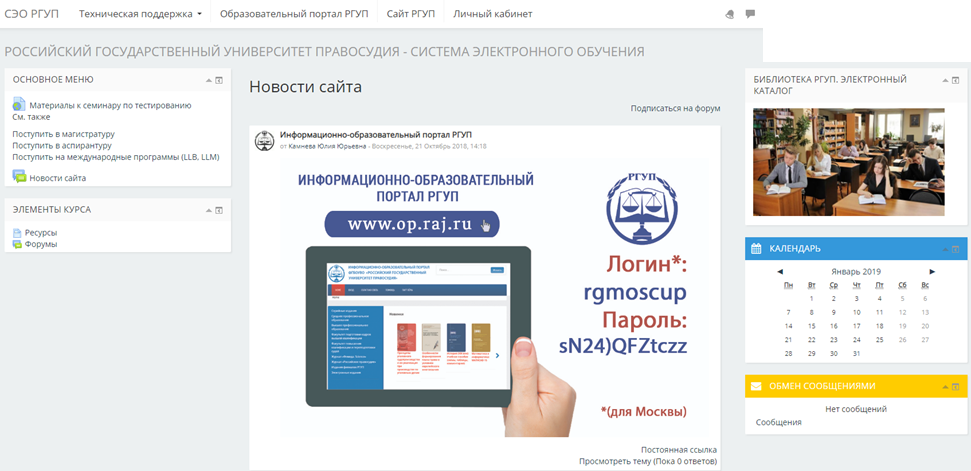 СЭО РГУП
Техническая поддержка
Образовательный портал РГУП
Сайт РГУП
Личный кабинет
РОССИЙСКИЙ ГОСУДАРСТВЕННЫЙ УНИВЕРСИТЕТ ПРАВОСУДИЯ - СИСТЕМА ЭЛЕКТРОННОГО ОБУЧЕНИЯ
ОСНОВНОЕ МЕНЮ
Материалы к семинару по тестированию
См. также
Поступить в магистратуру
Поступить в аспирантуру
Поступить на международные программы (LLB, LLM)
Новости сайта
ЭЛЕМЕНТЫ КУРСА
Ресурсы
Форумы
Новости сайта
Подписаться на форум
Информационно-образовательный портал РГУП
от Камнева Юлия Юрьевна - Воскресенье, 21 Октябрь 2018, 14:16
ИНФОРМАЦИОННО-ОБРАЗОВАТЕЛЬНЫЙ
ПОРТАЛ РГУП
www.op.raj.ru
РГУП
Логин*:
rgmoscup
Пароль:
sN24)QFZtczz
*(для Москвы)
Постоянная ссылка
Просмотреть тему (Пока 0 ответов)
БИБЛИОТЕКА РГУП. ЭЛЕКТРОННЫЙ
КАТАЛОГ
КАЛЕНДАРЬ
Январь 2019
Пн Вт Ср Чт Пт Сб Вс
1 2 3 4 5 6
7 8 9 10 11 12 13
14 15 16 17 18 19 20
21 22 23 24 25 26 27
28 29 30 31
ОБМЕН СООБЩЕНИЯМИ
Нет сообщений
Сообщения